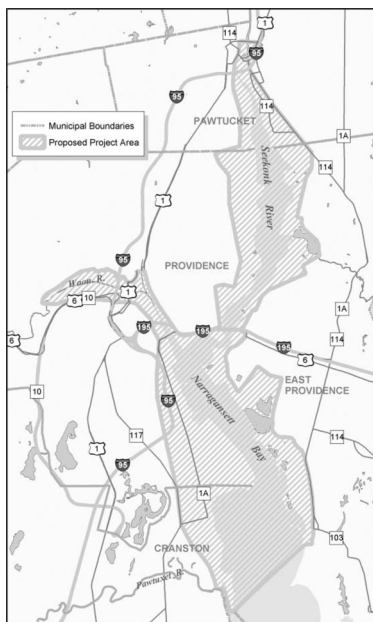 1
114
95
95
114
PAWTUCKET
Municipal Boundaries
Proposed Project Area
1A
Seekonk
River
114
1
95
PROVIDENCE
Woon. R.
6
10
1
1A
195
195
114
6
195
6
EAST
PROVIDENCE
10
95
Narragansett
Bay
117
1
114
95
1A
103
CRANSTON
Pawtuxet R.